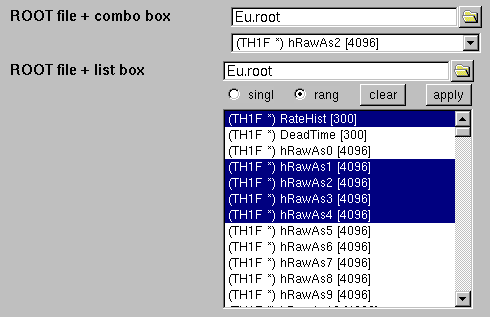 ROOT file + combo box Eu.root
(TH1F *) hRawAs2 [4096]
ROOT file + list box Eu.root
singl rang clear apply
(TH1F *) RateHist [300]
(TH1F *) DeadTime [300]
(TH1F *) hRawAs0 [4096]
(TH1F *) hRawAs1 [4096]
(TH1F *) hRawAs2 [4096]
(TH1F *) hRawAs3 [4096]
(TH1F *) hRawAs4 [4096]
(TH1F *) hRawAs5 [4096]
(TH1F *) hRawAs6 [4096]
(TH1F *) hRawAs7 [4096]
(TH1F *) hRawAs8 [4096]
(TH1F *) hRawAs9 [4096]